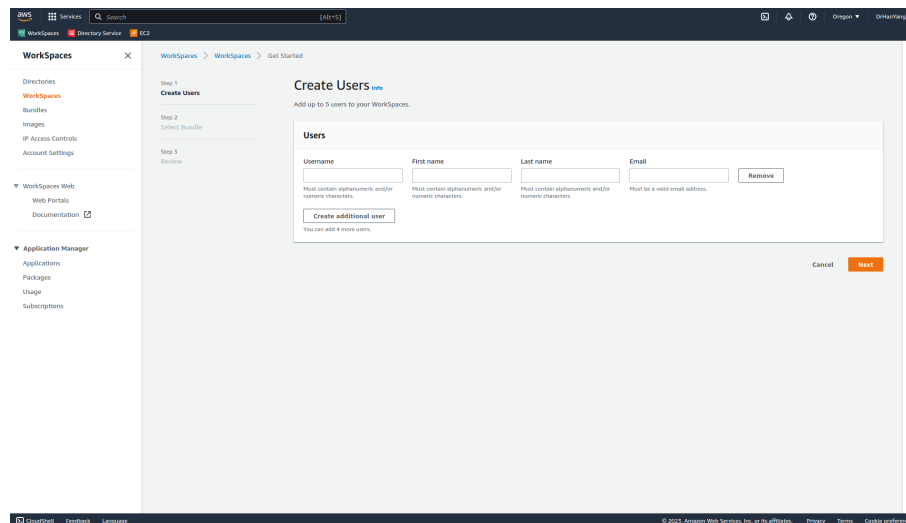 aws
Services
Search
[Alt+S]
Oregon
DrHanYang
WorkSpaces
Directory Service
EC2
WorkSpaces
Directories
WorkSpaces
Bundles
Images
IP Access Controls
Account Settings
WorkSpaces Web
Web Portals
Documentation
Application Manager
Applications
Packages
Usage
Subscriptions
WorkSpaces > WorkSpaces > Get Started
Step 1
Create Users
Step 2
Select Bundle
Step 3
Review
Create Users Info
Add up to 5 users to your WorkSpaces.
Users
Username First name Last name Email
Remove
Must contain alphanumeric and/or numeric characters.
Must contain alphanumeric and/or numeric characters.
Must contain alphanumeric and/or numeric characters.
Must be a valid email address.
Create additional user
You can add 4 more users.
Cancel Next
CloudShell Feedback Language
© 2023, Amazon Web Services, Inc. or its affiliates. Privacy Terms Cookie preferen